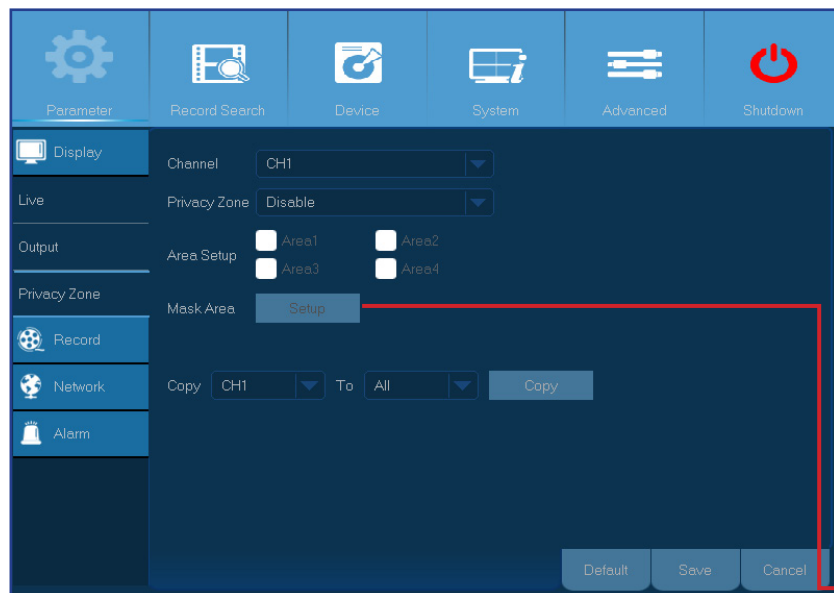 Parameter Record Search Device System Advanced Shutdown
Display
Live
Output
Privacy Zone
Record
Network
Alarm
Channel CH1
Privacy Zone Disable
Area Setup Area1 Area2
Area3 Area4
Mask Area Setup
Copy CH1 To All Copy
Default Save Cancel